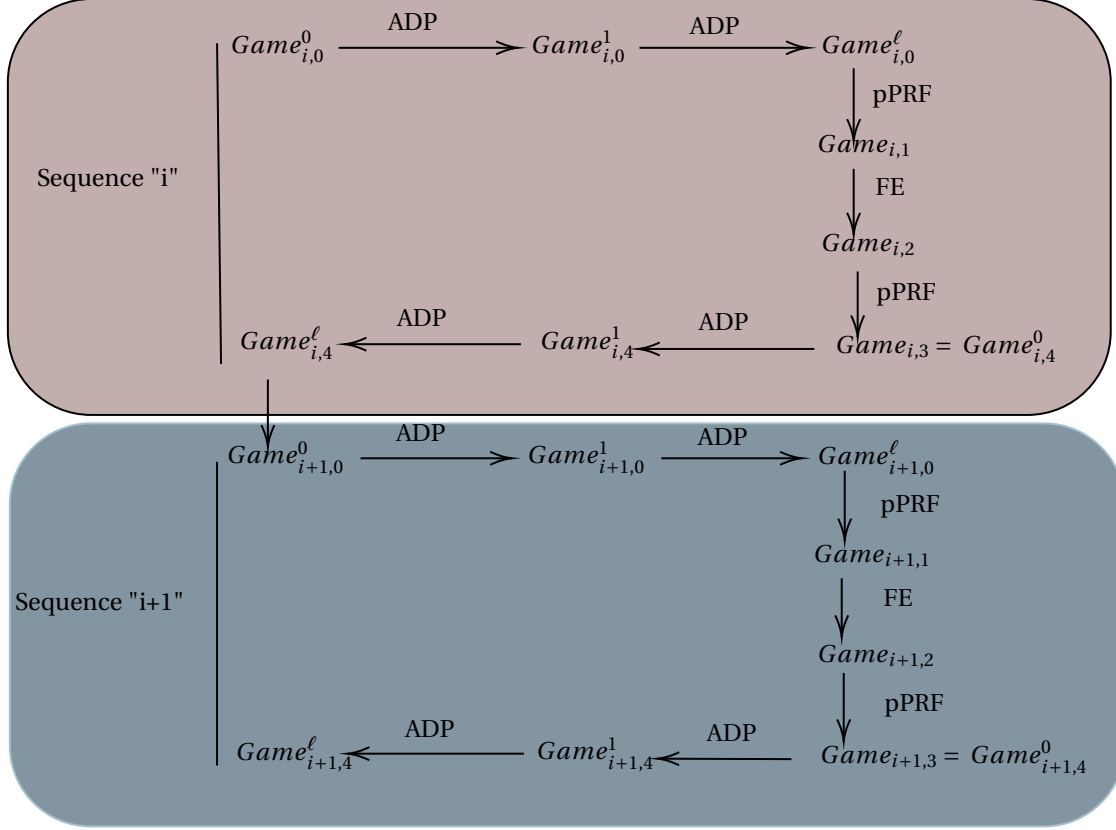 ADP ADP
Game^0_{i,0} Game^1_{i,0} Game^ℓ_{i,0}
pPRF
Game_{i,1}
Sequence "i"
FE
Game_{i,2}
pPRF
ADP ADP
Game^ℓ_{i,4} Game^1_{i,4} Game_{i,3} = Game^0_{i,4}
ADP ADP
Game^0_{i+1,0} Game^1_{i+1,0} Game^ℓ_{i+1,0}
pPRF
Game_{i+1,1}
Sequence "i+1"
FE
Game_{i+1,2}
pPRF
ADP ADP
Game^ℓ_{i+1,4} Game^1_{i+1,4} Game_{i+1,3} = Game^0_{i+1,4}